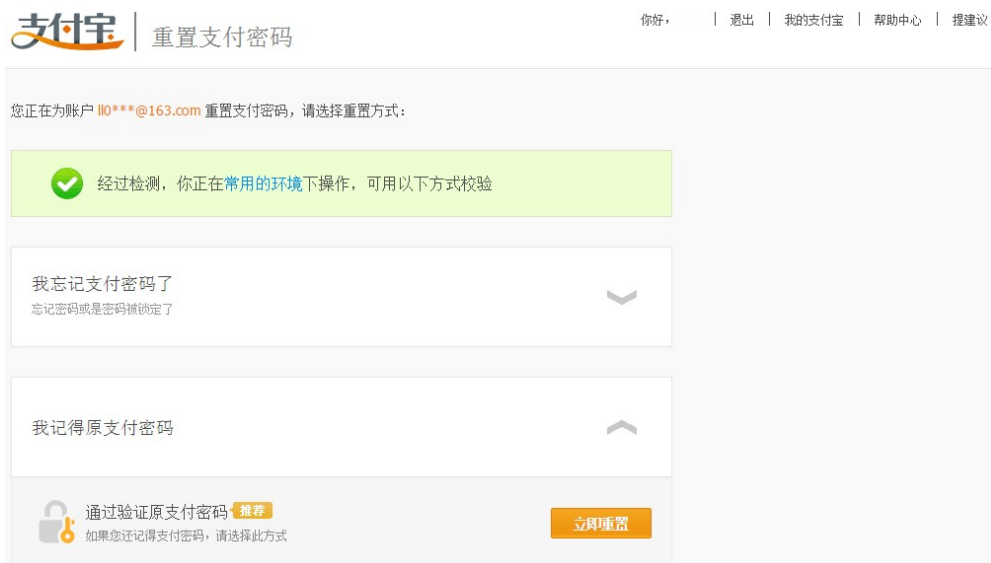 支付宝 | 重置支付密码
你好， | 退出 | 我的支付宝 | 帮助中心 | 提建议
您正在为账户 ll0***@163.com 重置支付密码，请选择重置方式：
经过检测，你正在常用的环境下操作，可用以下方式校验
我忘记支付密码了
忘记密码或是密码被锁定了
我记得原支付密码
通过验证原支付密码 推荐
如果您还记得支付密码，请选择此方式
立即重置